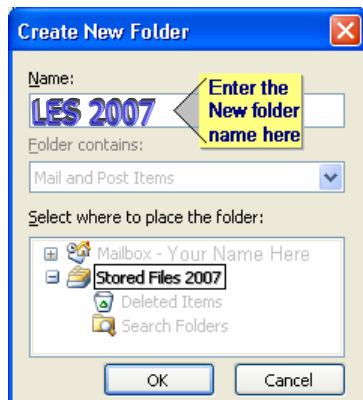 Create New Folder
Name:
LES 2007
Enter the
New folder
name here
Folder contains:
Mail and Post Items
Select where to place the folder:
Mailbox - Your Name Here
Stored Files 2007
Deleted Items
Search Folders
OK
Cancel